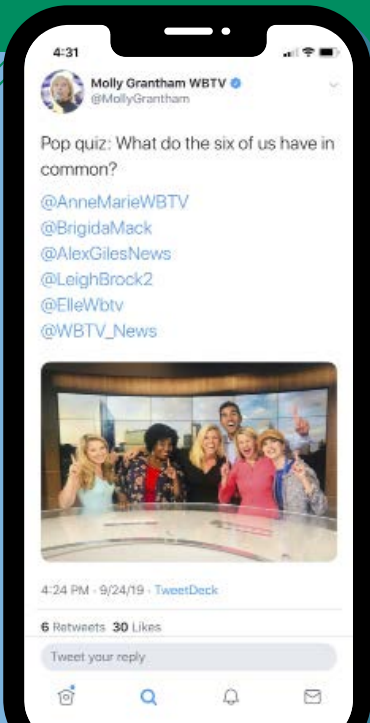 4:31
Molly Grantham WBTV
@MollyGrantham
Pop quiz: What do the six of us have in
common?
@AnneMarieWBTV
@BrigidaMack
@AlexGilesNews
@LeighBrock2
@ElleWbtv
@WBTV_News
4:24 PM · 9/24/19 · TweetDeck
6 Retweets 30 Likes
Tweet your reply